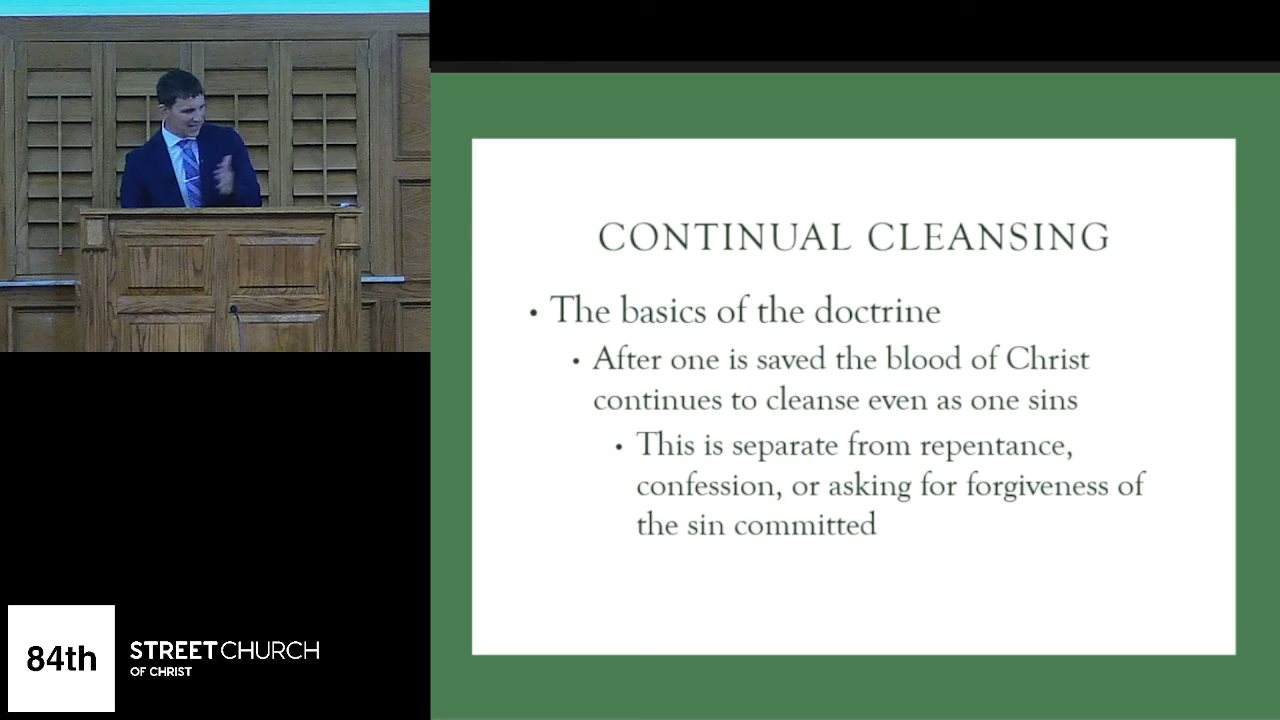 CONTINUAL CLEANSING
• The basics of the doctrine
• After one is saved the blood of Christ
continues to cleanse even as one sins
• This is separate from repentance,
confession, or asking for forgiveness of
the sin committed
84th
STREET CHURCH
OF CHRIST